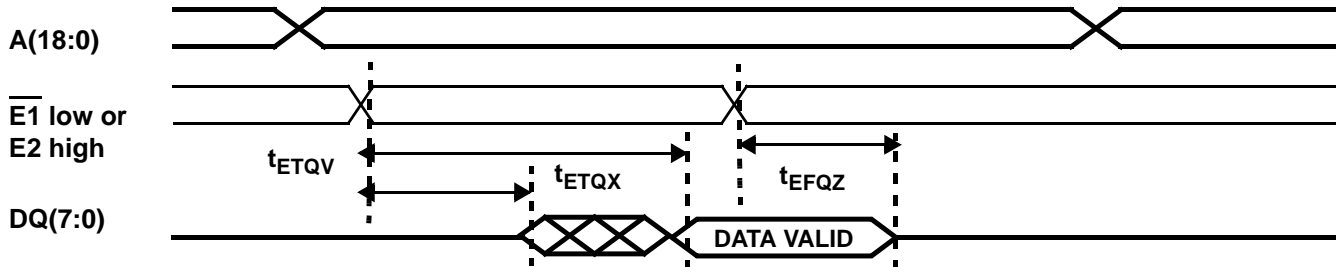 A(18:0)
E1 low or
E2 high
tETQV
tETQX
tEFQZ
DQ(7:0)
DATA VALID